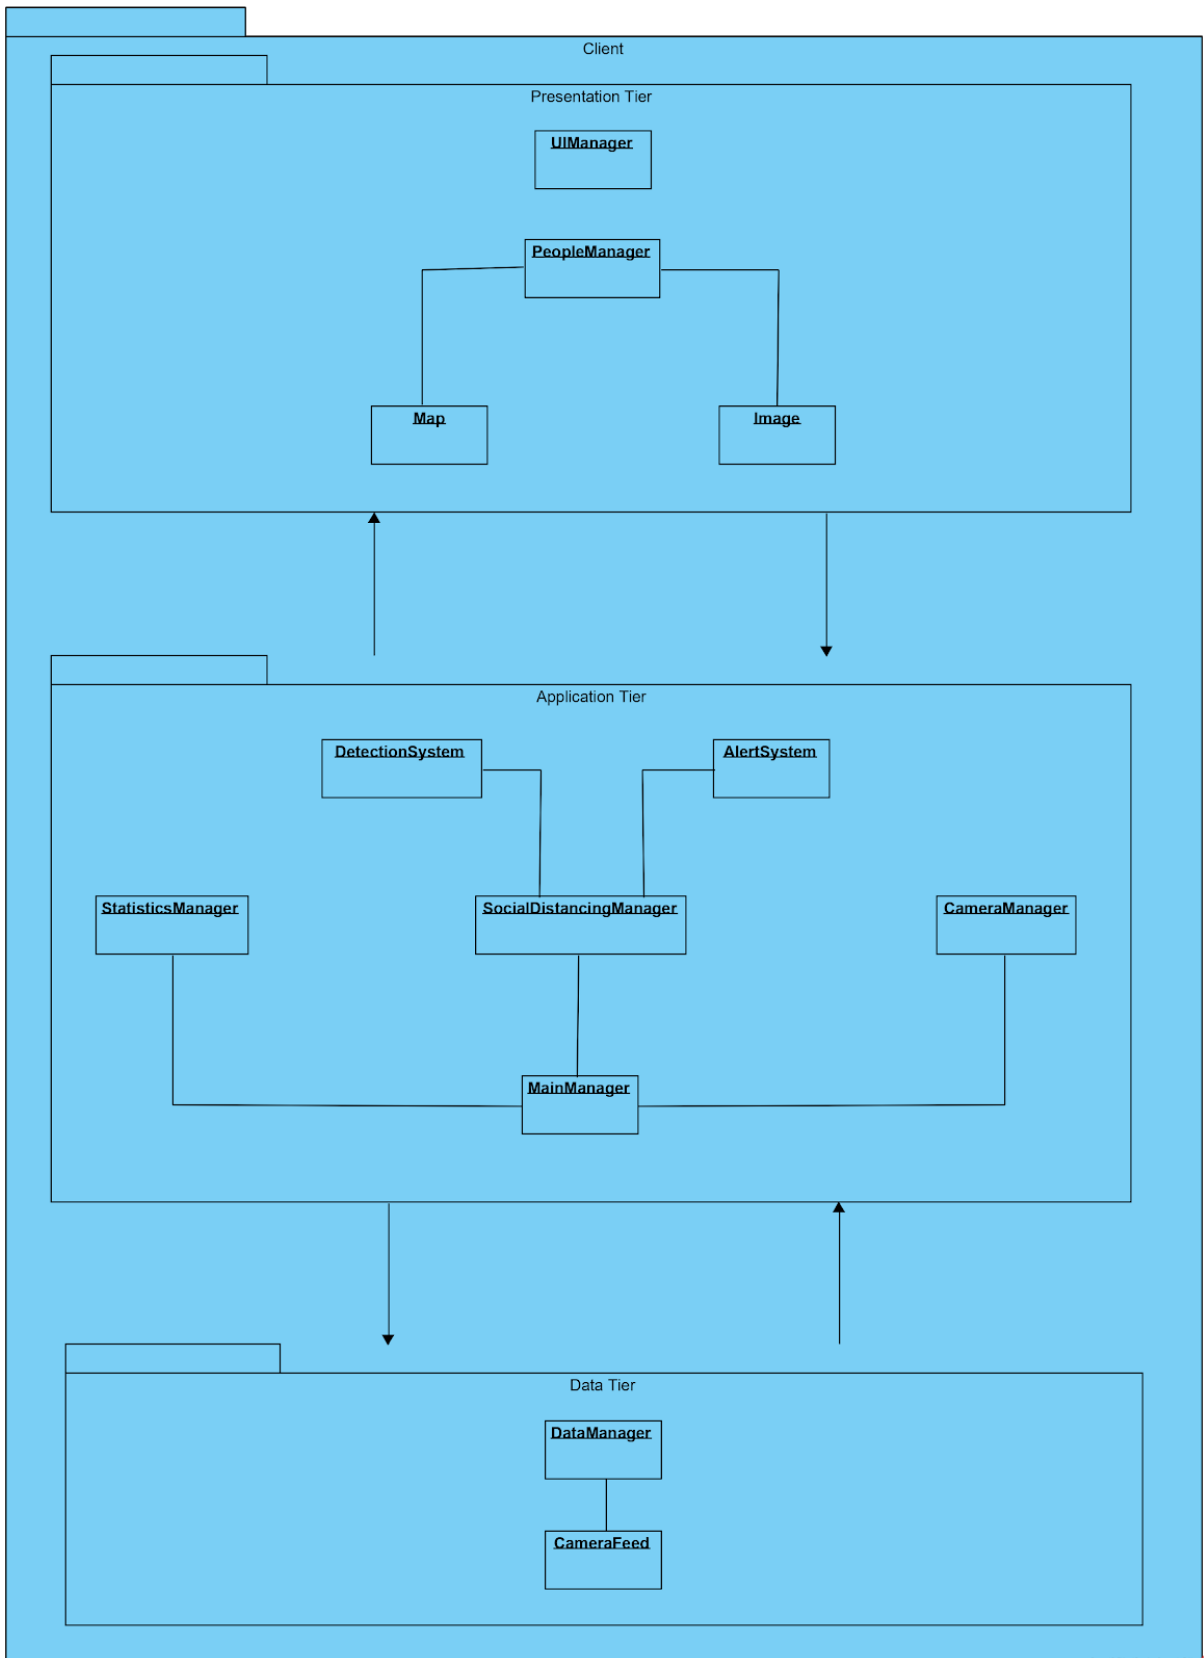 Client
Presentation Tier
UIManager
PeopleManager
Map
Image
Application Tier
DetectionSystem
AlertSystem
StatisticsManager
SocialDistancingManager
CameraManager
MainManager
Data Tier
DataManager
CameraFeed